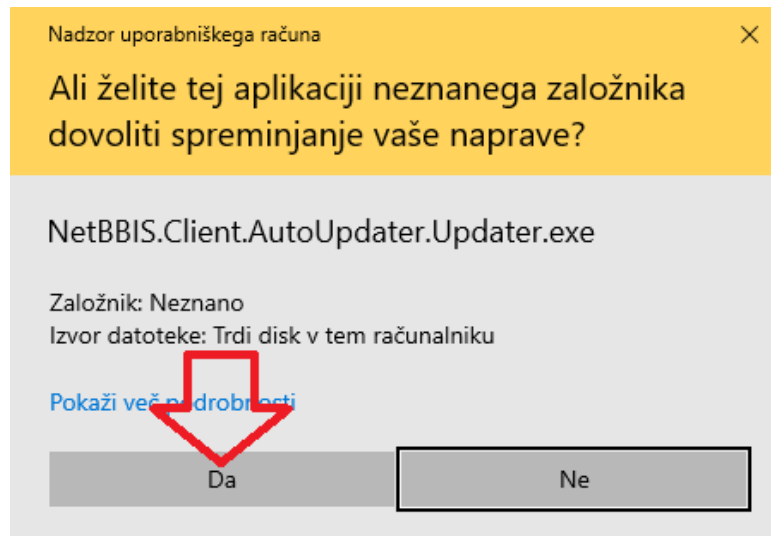 Nadzor uporabniškega računa
Ali želite tej aplikaciji neznanega založnika
dovoliti spreminjanje vaše naprave?
NetBBIS.Client.AutoUpdater.Updater.exe
Založnik: Neznano
Izvor datoteke: Trdi disk v tem računalniku
Pokaži več podrobnosti
Da
Ne